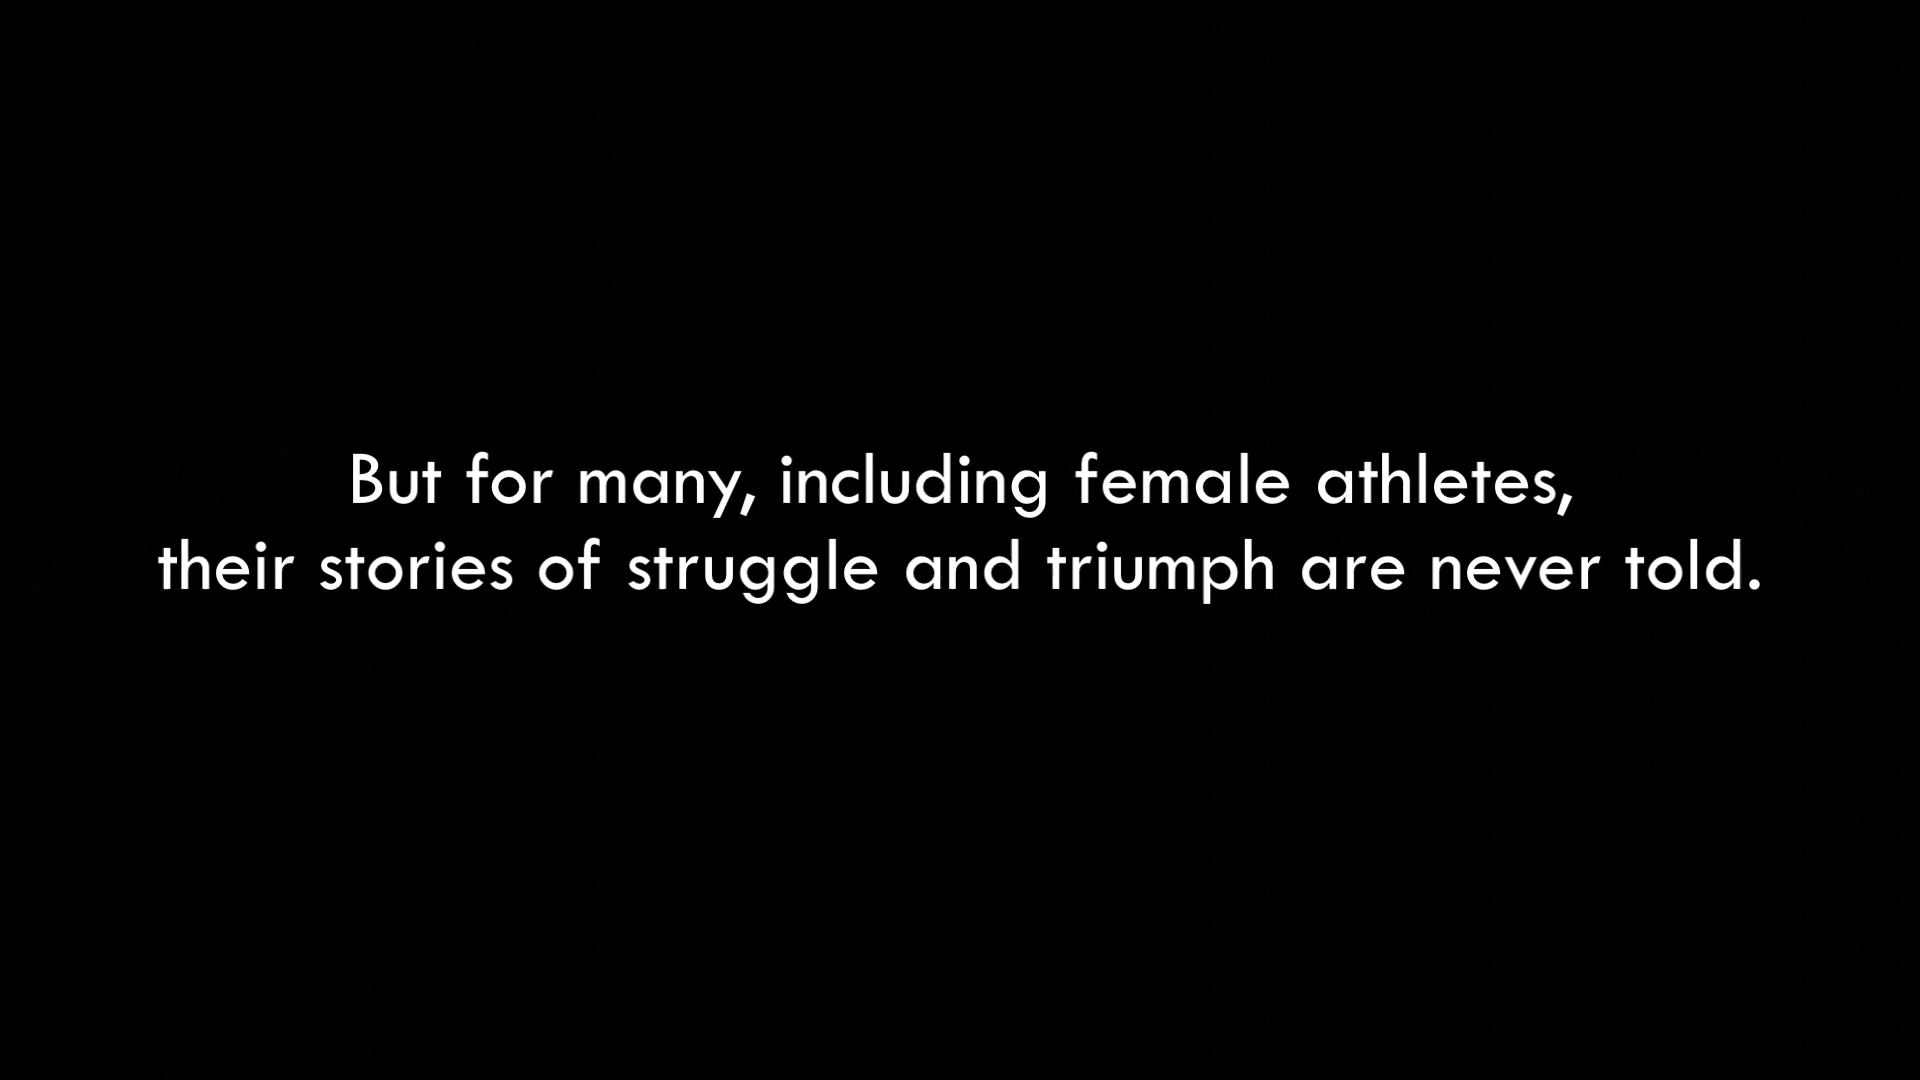 But for many, including female athletes,
their stories of struggle and triumph are never told.